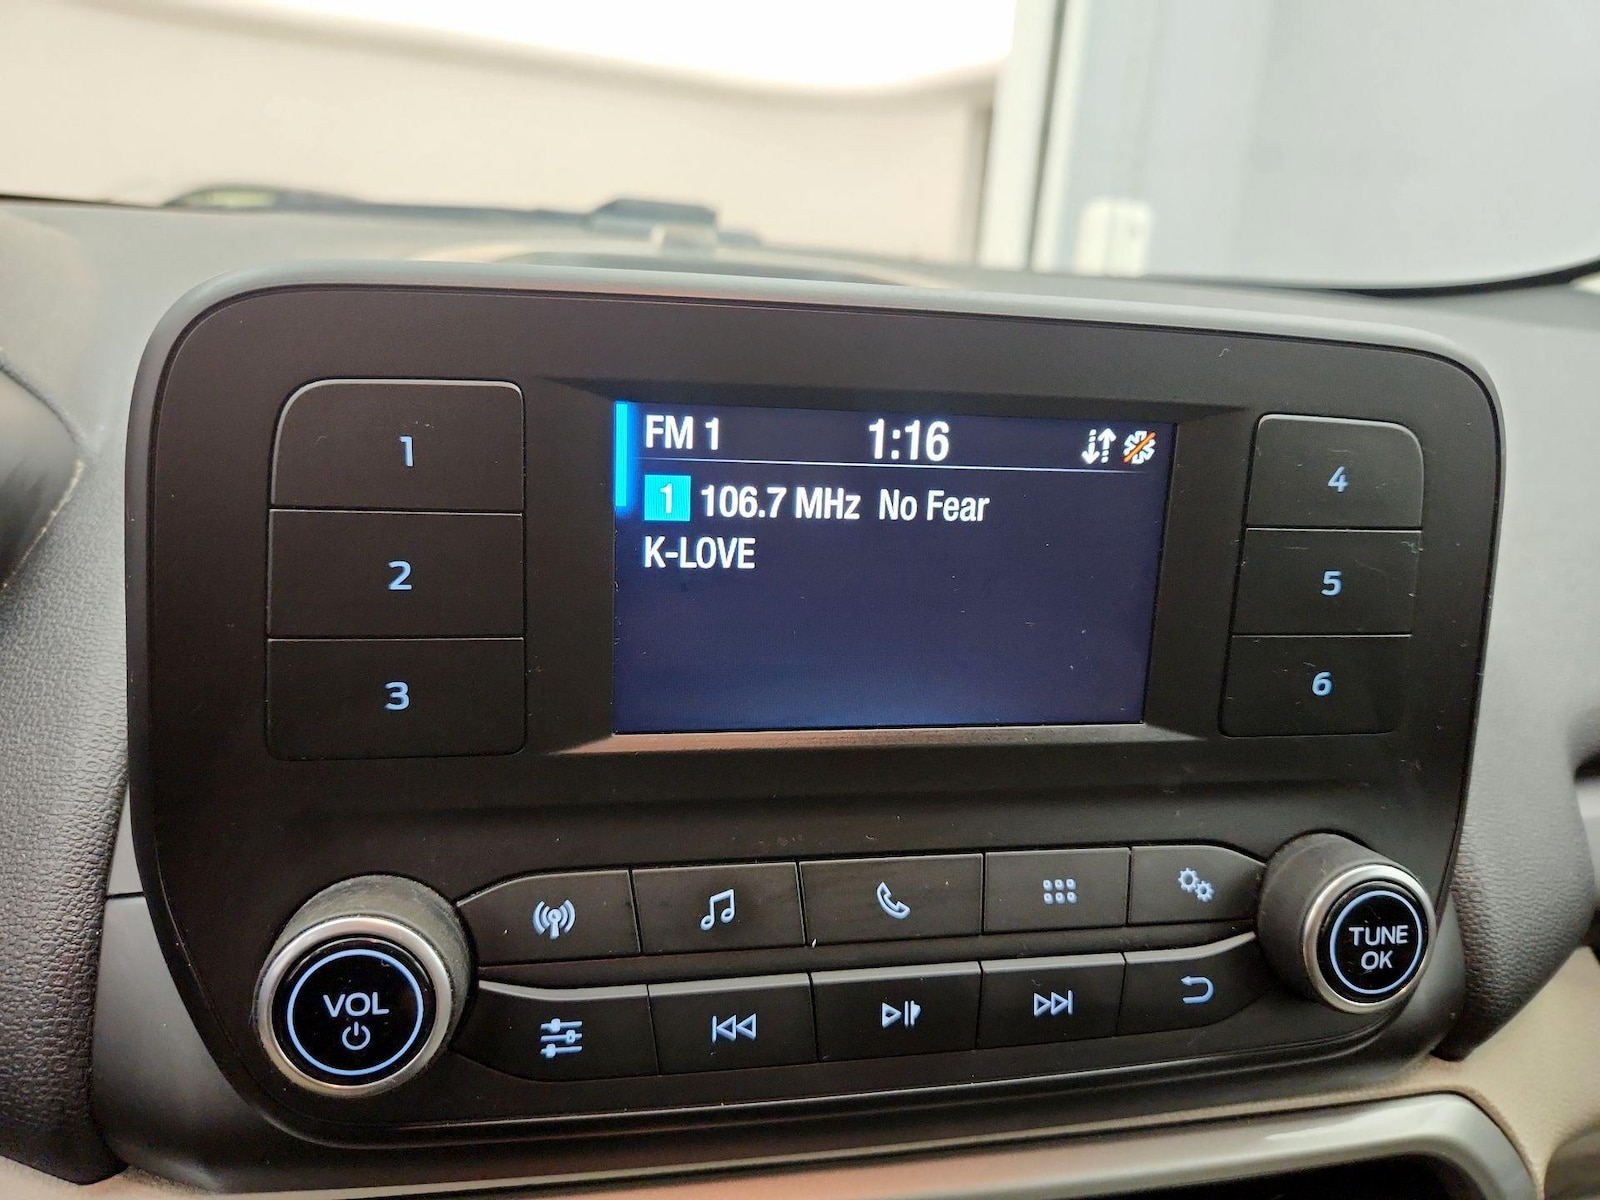 FM 1 1:16
1 106.7 MHz No Fear
K-LOVE
1
2
3
4
5
6
VOL
TUNE
OK